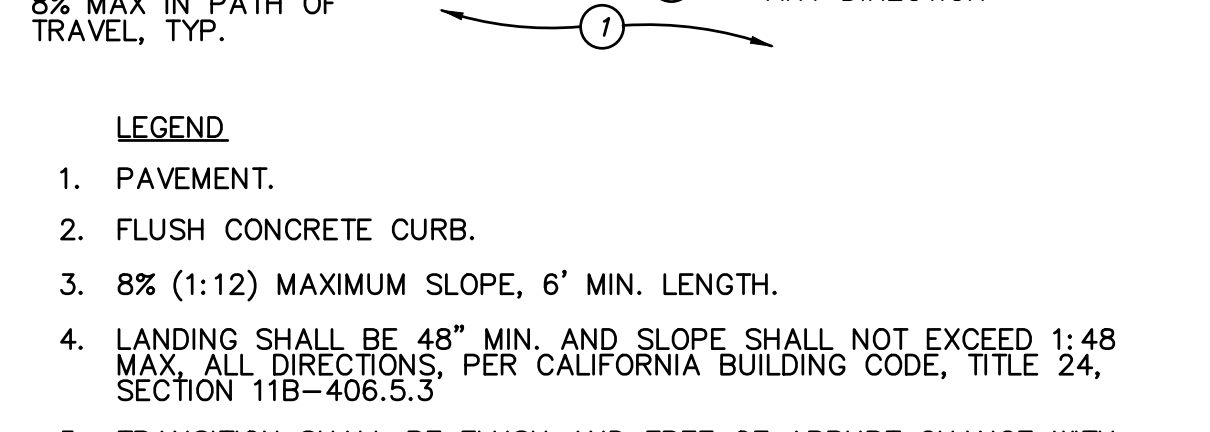 8% MAX IN PATH OF
TRAVEL, TYP.
1
LEGEND
1. PAVEMENT.
2. FLUSH CONCRETE CURB.
3. 8% (1:12) MAXIMUM SLOPE, 6' MIN. LENGTH.
4. LANDING SHALL BE 48" MIN. AND SLOPE SHALL NOT EXCEED 1:48
MAX, ALL DIRECTIONS, PER CALIFORNIA BUILDING CODE, TITLE 24,
SECTION 11B-406.5.3